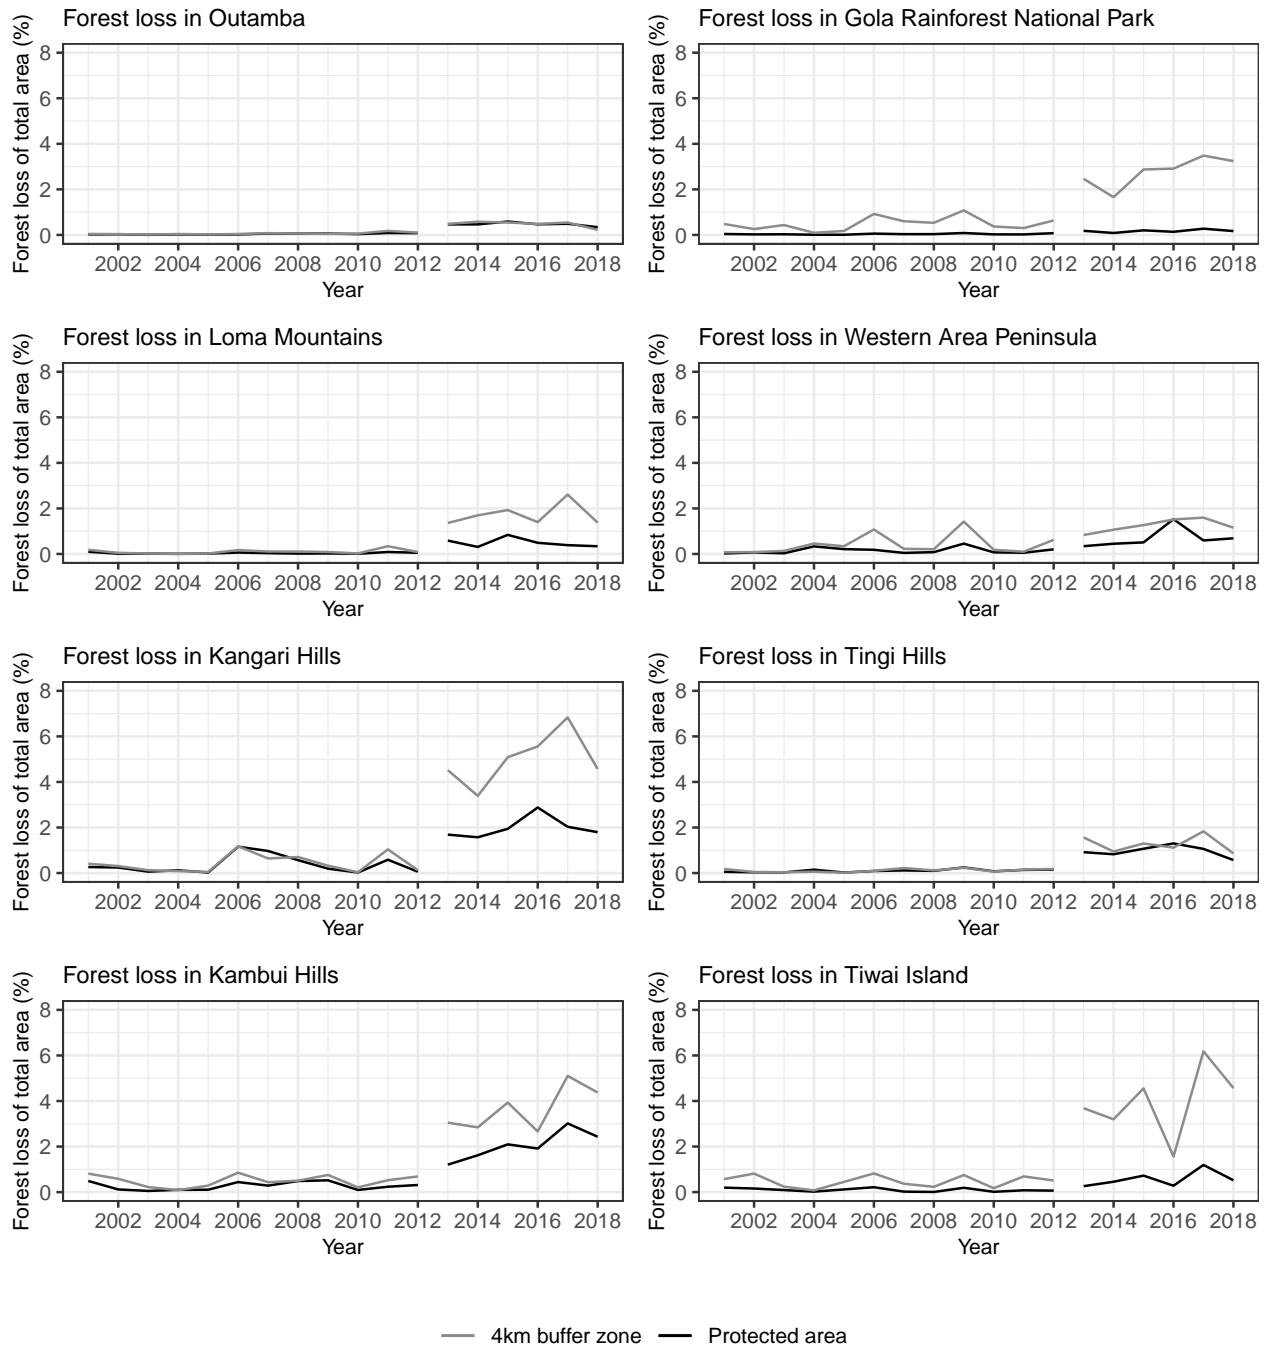 Forest loss in Outamba
Forest loss of total area (%)
8
6
4
2
0
2002 2004 2006 2008 2010 2012 2014 2016 2018
Year
Forest loss in Gola Rainforest National Park
Forest loss of total area (%)
8
6
4
2
0
2002 2004 2006 2008 2010 2012 2014 2016 2018
Year
Forest loss in Loma Mountains
Forest loss of total area (%)
8
6
4
2
0
2002 2004 2006 2008 2010 2012 2014 2016 2018
Year
Forest loss in Western Area Peninsula
Forest loss of total area (%)
8
6
4
2
0
2002 2004 2006 2008 2010 2012 2014 2016 2018
Year
Forest loss in Kangari Hills
Forest loss of total area (%)
8
6
4
2
0
2002 2004 2006 2008 2010 2012 2014 2016 2018
Year
Forest loss in Tingi Hills
Forest loss of total area (%)
8
6
4
2
0
2002 2004 2006 2008 2010 2012 2014 2016 2018
Year
Forest loss in Kambui Hills
Forest loss of total area (%)
8
6
4
2
0
2002 2004 2006 2008 2010 2012 2014 2016 2018
Year
Forest loss in Tiwai Island
Forest loss of total area (%)
8
6
4
2
0
2002 2004 2006 2008 2010 2012 2014 2016 2018
Year
4km buffer zone Protected area